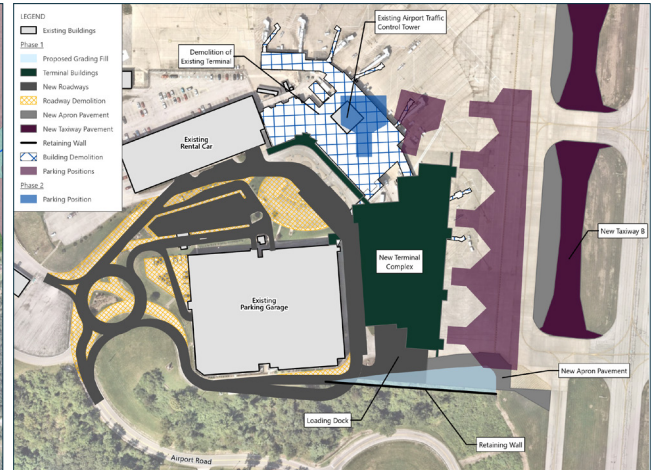 LEGEND
Existing Buildings
Phase 1
Proposed Grading Fill
Terminal Buildings
New Roadways
Roadway Demolition
New Apron Pavement
New Taxiway Pavement
Retaining Wall
Building Demolition
Parking Positions
Phase 2
Parking Position
Existing Airport Traffic
Control Tower
Demolition of
Existing Terminal
Existing
Rental Car
New Taxiway B
New Terminal
Complex
Existing
Parking Garage
New Apron Pavement
Loading Dock
Retaining Wall
Airport Road